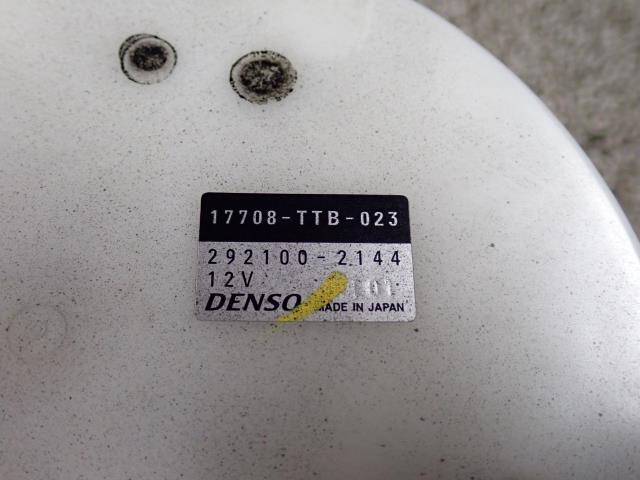 17708-TTB-023
292100-2144
12V
DENSO MADE IN JAPAN